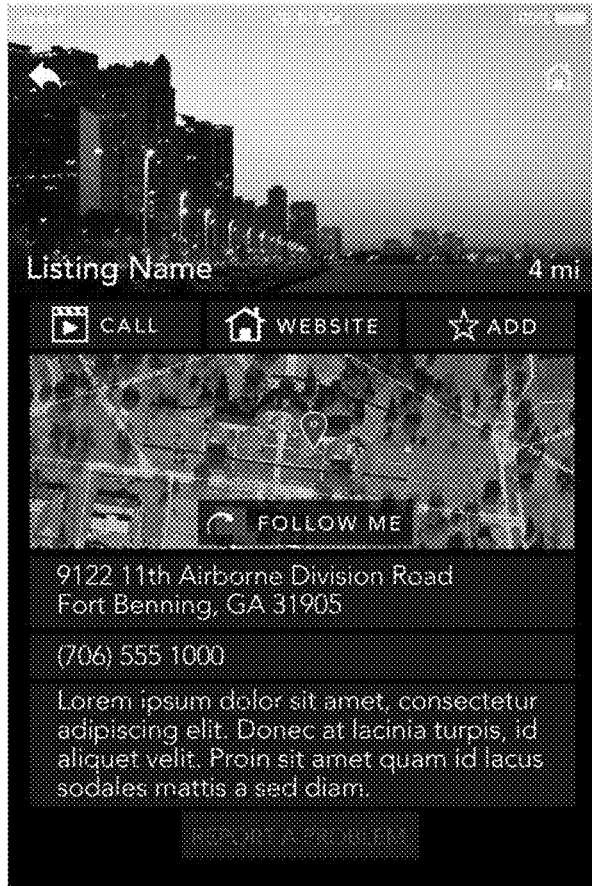 Listing Name
4 mi
CALL
WEBSITE
ADD
FOLLOW ME
9122 11th Airborne Division Road
Fort Benning, GA 31905
(706) 555 1000
Lorem ipsum dolor sit amet, consectetur
adipiscing elit. Donec at lacinia turpis, id
aliquet velit. Proin sit amet quam id lacus
sodales mattis a sed diam.
REPORT A PROBLEM